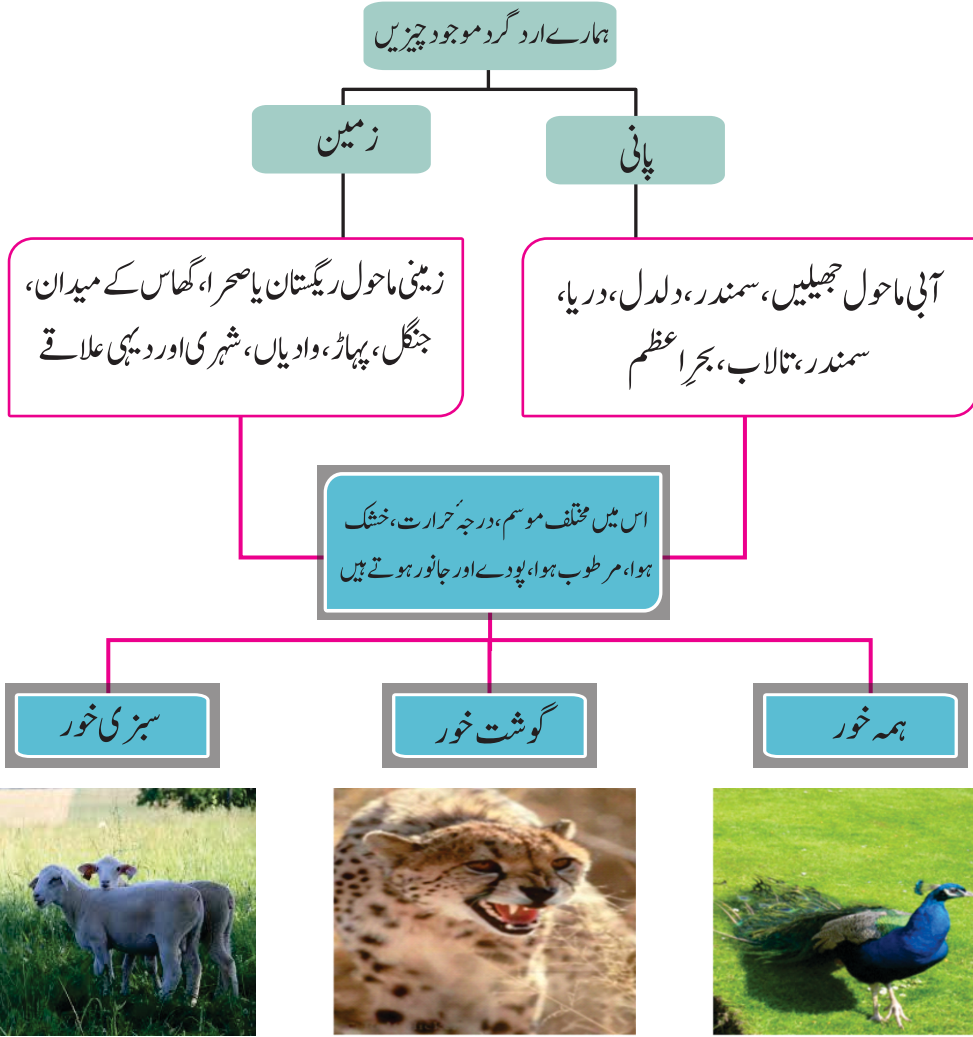 ہمارے ارد گرد موجود چیزیں
پانی
زمین
آبی ماحول جھیلیں، سمندر، دلدل، دریا،
سمندر، تالاب، بحرِ اعظم
زمینی ماحول ریگستان یا صحرا، گھاس کے میدان،
جنگل، پہاڑ، وادیاں، شہری اور دیہی علاقے
اس میں مختلف موسم، درجہٴ حرارت، خشک
ہوا، مرطوب ہوا، پودے اور جانور ہوتے ہیں
ہمہ خور
گوشت خور
سبزی خور